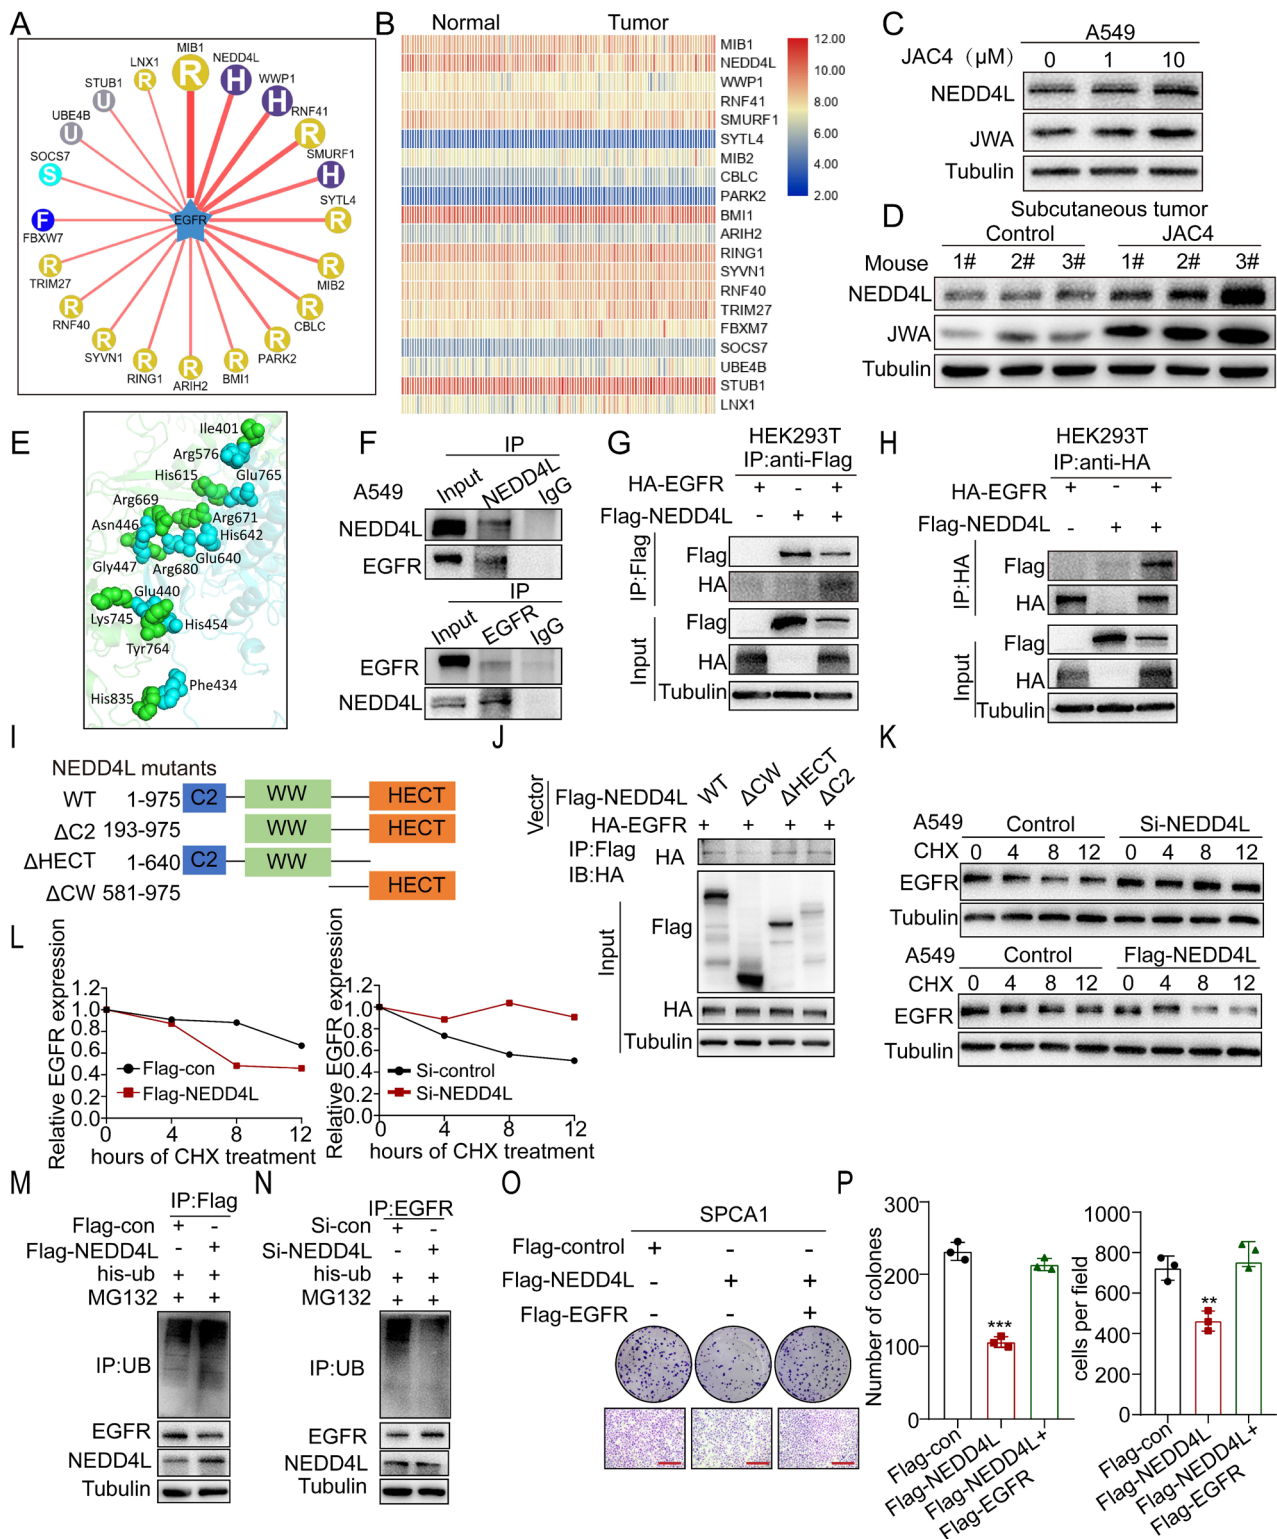 A
MIB1
NEDD4L
LNX1
WWP1
STUB1
RNF41
UBE4B
SMURF1
SOCS7
SYTL4
EGFR
FBXW7
TRIM27
MIB2
RNF40
CBLC
SYVN1
PARK2
RING1
ARIH2
BMI1
R
H
H
R
H
R
R
R
R
R
R
R
R
R
R
F
S
U
U
R
B
Normal Tumor
MIB1
NEDD4L
WWP1
RNF41
SMURF1
SYTL4
MIB2
CBLC
PARK2
BMI1
ARIH2
RING1
SYVN1
RNF40
TRIM27
FBXM7
SOCS7
UBE4B
STUB1
LNX1
12.00
10.00
8.00
6.00
4.00
2.00
C
A549
JAC4 (μM) 0 1 10
NEDD4L
JWA
Tubulin
D
Subcutaneous tumor
Control JAC4
Mouse 1# 2# 3# 1# 2# 3#
NEDD4L
JWA
Tubulin
E
Ile401
Arg576
His615 Glu765
Arg669
Asn446 Arg671
His642
Gly447 Glu640
Arg680
Glu440
Lys745 His454
Tyr764
Phe434
His835
F
IP
A549 Input NEDD4L IgG
NEDD4L
EGFR
IP
Input EGFR IgG
EGFR
NEDD4L
G
HEK293T
IP:anti-Flag
HA-EGFR + - +
Flag-NEDD4L - + +
IP:Flag
Flag
HA
Input
Flag
HA
Tubulin
H
HEK293T
IP:anti-HA
HA-EGFR + - +
Flag-NEDD4L - + +
IP:HA
Flag
HA
Input
Flag
HA
Tubulin
I
NEDD4L mutants
WT 1-975 C2 WW HECT
ΔC2 193-975 WW HECT
ΔHECT 1-640 C2 WW
ΔCW 581-975 HECT
J
Vector
Flag-NEDD4L WT ΔCW ΔHECT ΔC2
HA-EGFR + + + +
IP:Flag HA
IB:HA
Input
Flag
HA
Tubulin
K
A549 Control Si-NEDD4L
CHX 0 4 8 12 0 4 8 12
EGFR
Tubulin
A549 Control Flag-NEDD4L
CHX 0 4 8 12 0 4 8 12
EGFR
Tubulin
L
Relative EGFR expression
1.2
1.0
0.8
0.6
0.4
0.2
0.0
Flag-con
Flag-NEDD4L
0 4 8 12
hours of CHX treatment
Relative EGFR expression
1.2
1.0
0.8
0.6
0.4
0.2
0.0
Si-control
Si-NEDD4L
0 4 8 12
hours of CHX treatment
M
IP:Flag
Flag-con + -
Flag-NEDD4L - +
his-ub + +
MG132 + +
IP:UB
EGFR
NEDD4L
Tubulin
N
IP:EGFR
Si-con + -
Si-NEDD4L - +
his-ub + +
MG132 + +
IP:UB
EGFR
NEDD4L
Tubulin
O
SPCA1
Flag-control + - -
Flag-NEDD4L - + +
Flag-EGFR - - +
P
Number of colones
300
200
100
0
***
Flag-con
Flag-NEDD4L
Flag-NEDD4L+
Flag-EGFR
cells per field
1000
800
600
400
200
0
**
Flag-con
Flag-NEDD4L
Flag-NEDD4L+
Flag-EGFR